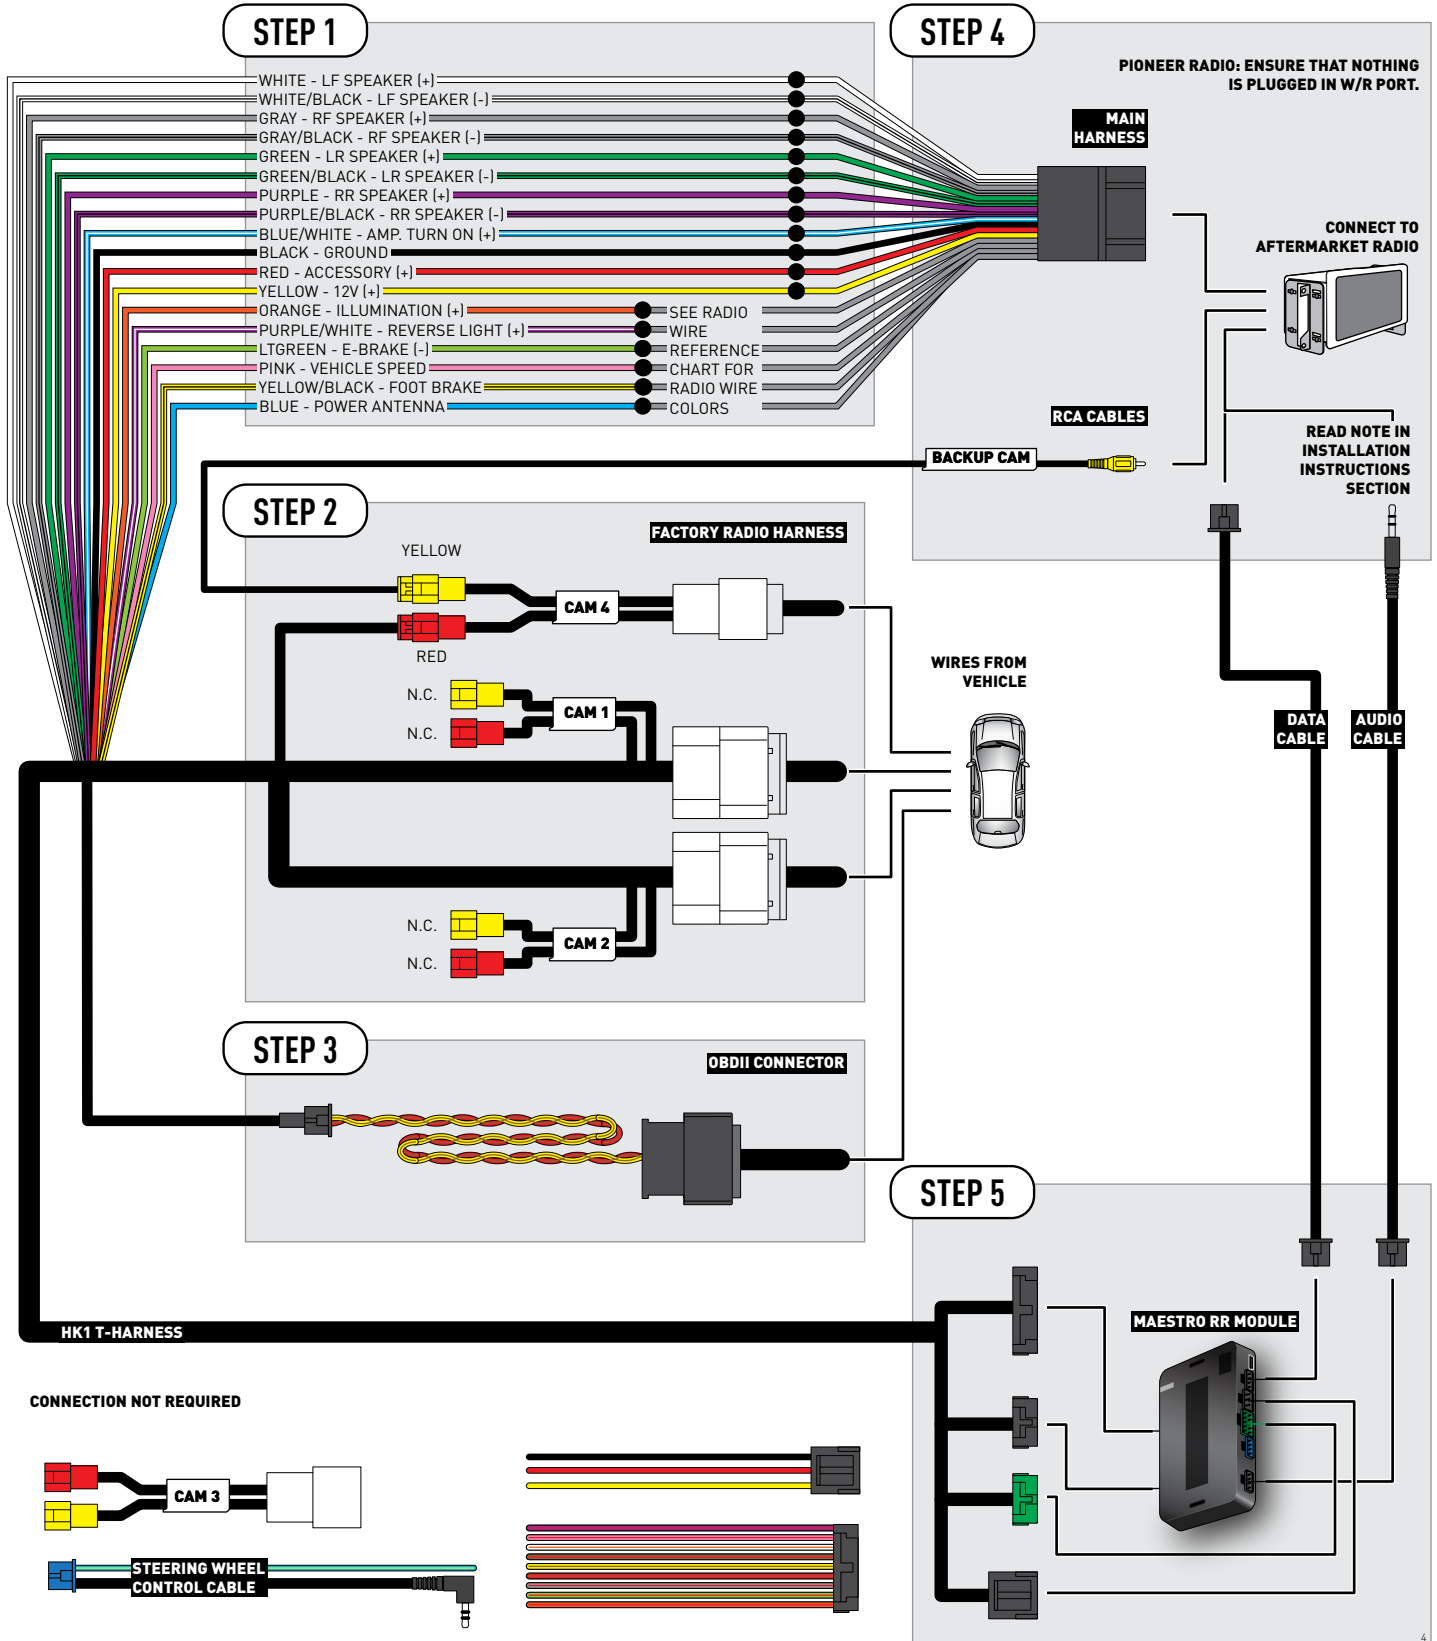 STEP 1
WHITE - LF SPEAKER (+)
WHITE/BLACK - LF SPEAKER (-)
GRAY - RF SPEAKER (+)
GRAY/BLACK - RF SPEAKER (-)
GREEN - LR SPEAKER (+)
GREEN/BLACK - LR SPEAKER (-)
PURPLE - RR SPEAKER (+)
PURPLE/BLACK - RR SPEAKER (-)
BLUE/WHITE - AMP. TURN ON (+)
BLACK - GROUND
RED - ACCESSORY (+)
YELLOW - 12V (+)
ORANGE - ILLUMINATION (+)
PURPLE/WHITE - REVERSE LIGHT (+)
LTGREEN - E-BRAKE (-)
PINK - VEHICLE SPEED
YELLOW/BLACK - FOOT BRAKE
BLUE - POWER ANTENNA
SEE RADIO
WIRE
REFERENCE
CHART FOR
RADIO WIRE
COLORS
STEP 4
PIONEER RADIO: ENSURE THAT NOTHING
IS PLUGGED IN W/R PORT.
MAIN
HARNESS
CONNECT TO
AFTERMARKET RADIO
RCA CABLES
BACKUP CAM
READ NOTE IN
INSTALLATION
INSTRUCTIONS
SECTION
STEP 2
FACTORY RADIO HARNESS
YELLOW
CAM 4
RED
N.C.
CAM 1
N.C.
WIRES FROM
VEHICLE
DATA
CABLE
AUDIO
CABLE
N.C.
CAM 2
N.C.
STEP 3
OBDII CONNECTOR
STEP 5
MAESTRO RR MODULE
HK1 T-HARNESS
CONNECTION NOT REQUIRED
CAM 3
STEERING WHEEL
CONTROL CABLE
4